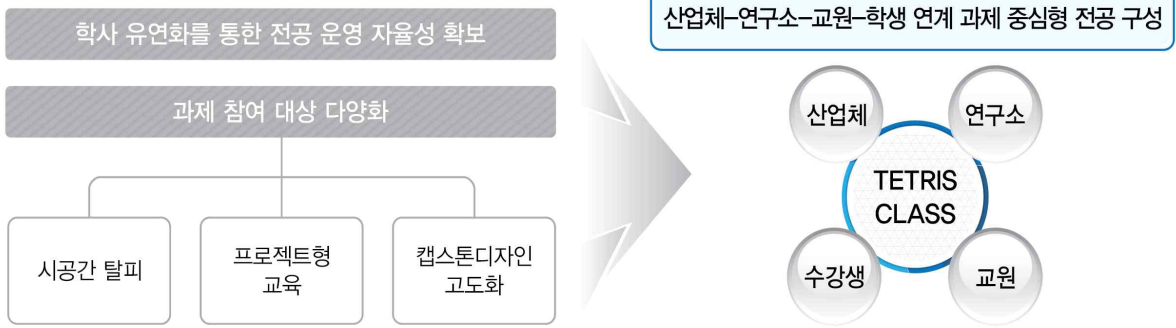 학사 유연화를 통한 전공 운영 자율성 확보
과제 참여 대상 다양화
시공간 탈피
프로젝트형
교육
캡스톤디자인
고도화
산업체–연구소–교원–학생 연계 과제 중심형 전공 구성
산업체
연구소
TETRIS
CLASS
수강생
교원